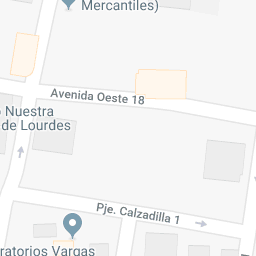 Mercantiles)
Avenida Oeste 18
Nuestra
de Lourdes
Pje. Calzadilla 1
ratorios Vargas